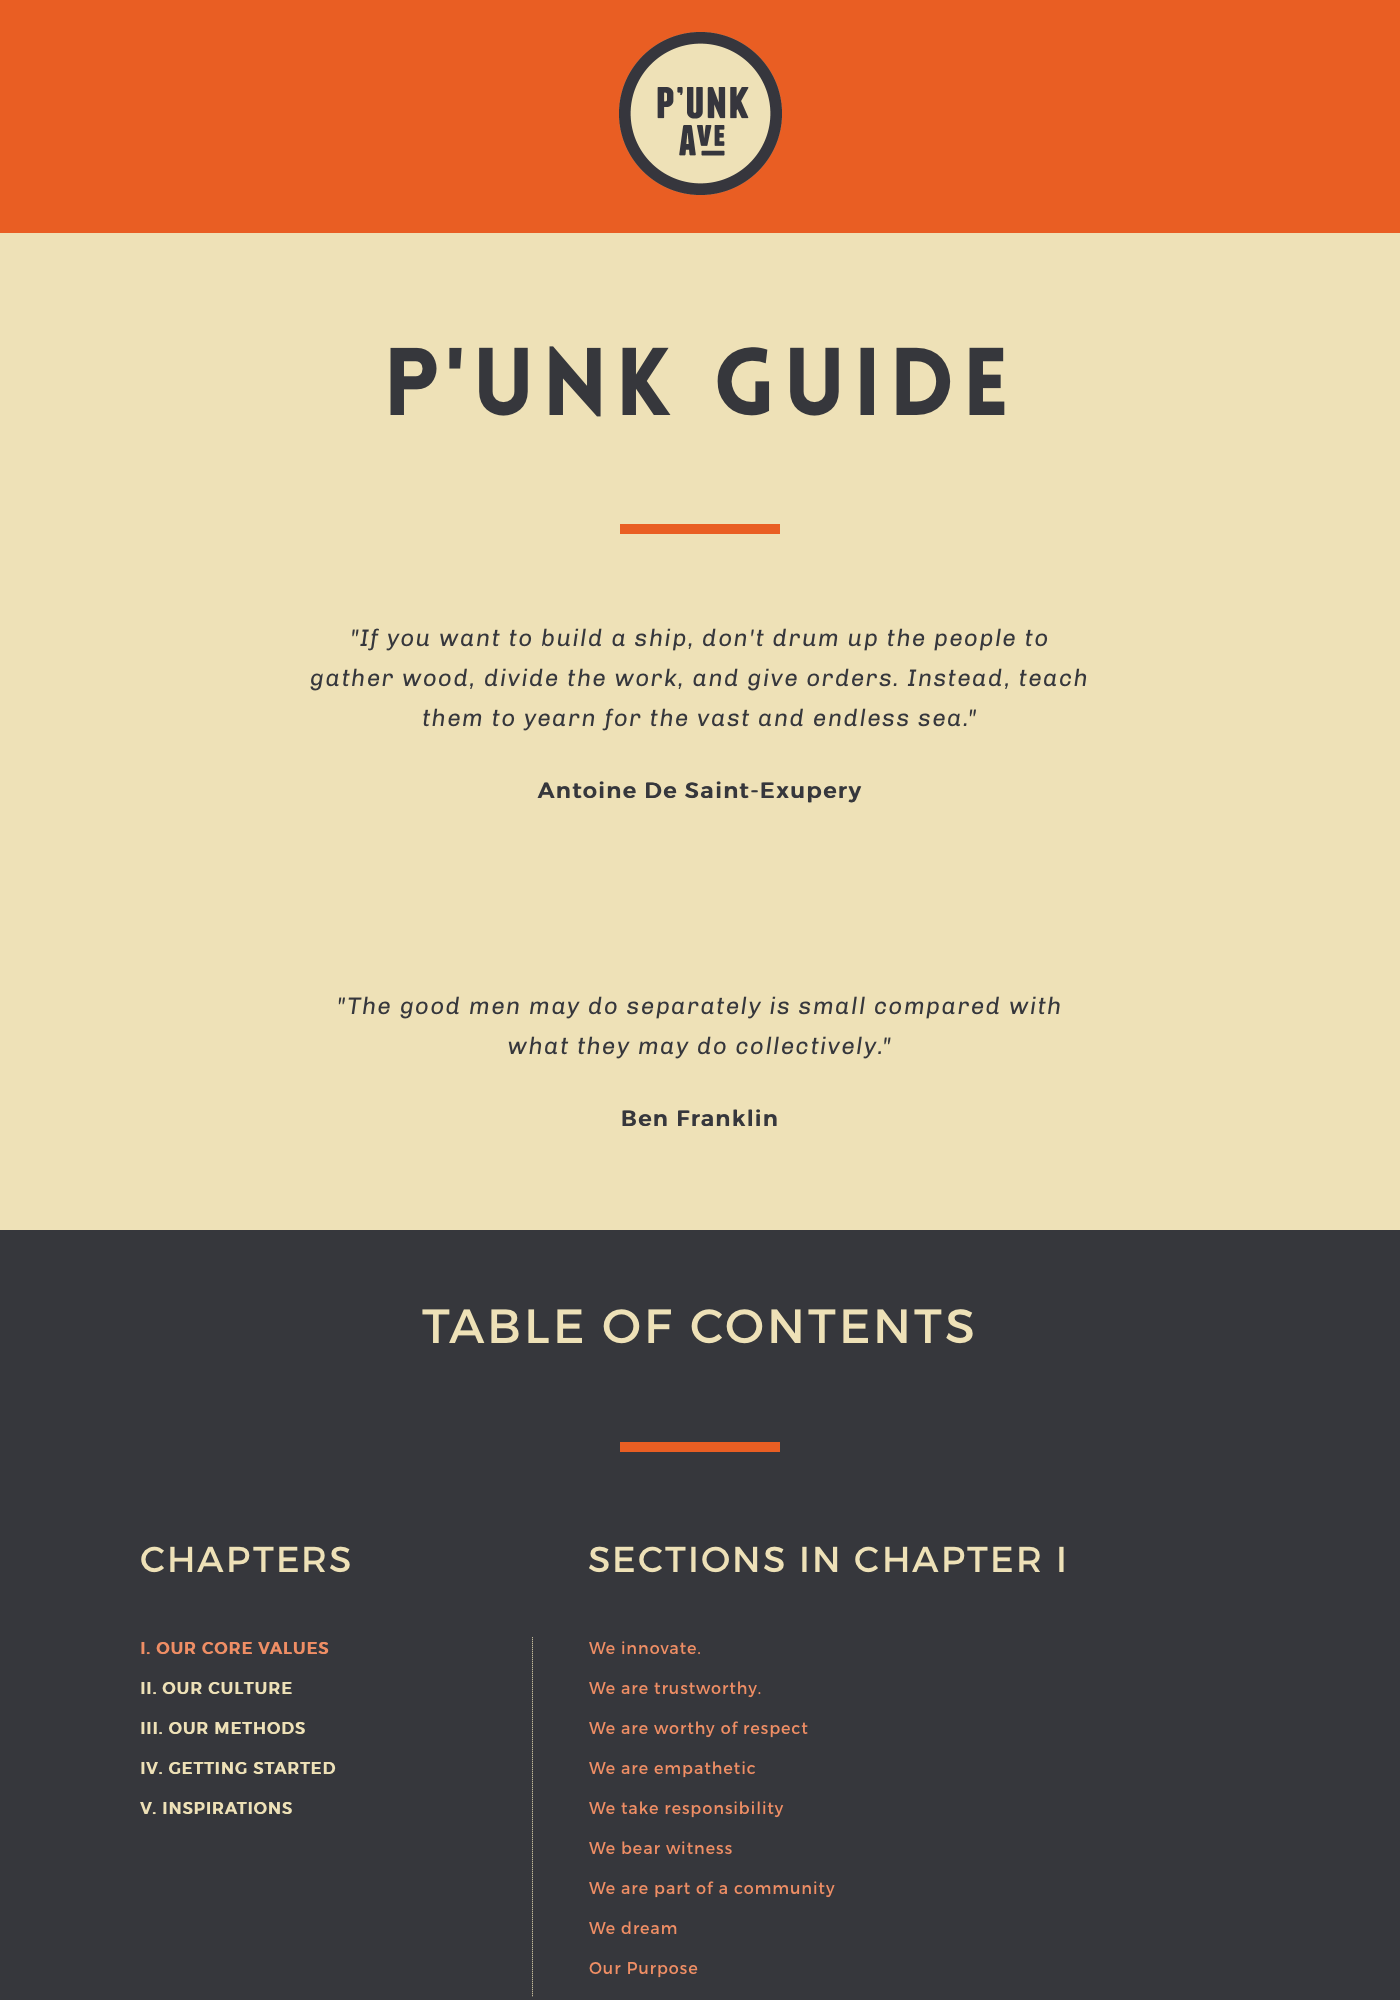 P'UNK
AVE
P'UNK GUIDE
"If you want to build a ship, don't drum up the people to
gather wood, divide the work, and give orders. Instead, teach
them to yearn for the vast and endless sea."
Antoine De Saint-Exupery
"The good men may do separately is small compared with
what they may do collectively."
Ben Franklin
TABLE OF CONTENTS
CHAPTERS
I. OUR CORE VALUES
II. OUR CULTURE
III. OUR METHODS
IV. GETTING STARTED
V. INSPIRATIONS
SECTIONS IN CHAPTER I
We innovate.
We are trustworthy.
We are worthy of respect
We are empathetic
We take responsibility
We bear witness
We are part of a community
We dream
Our Purpose